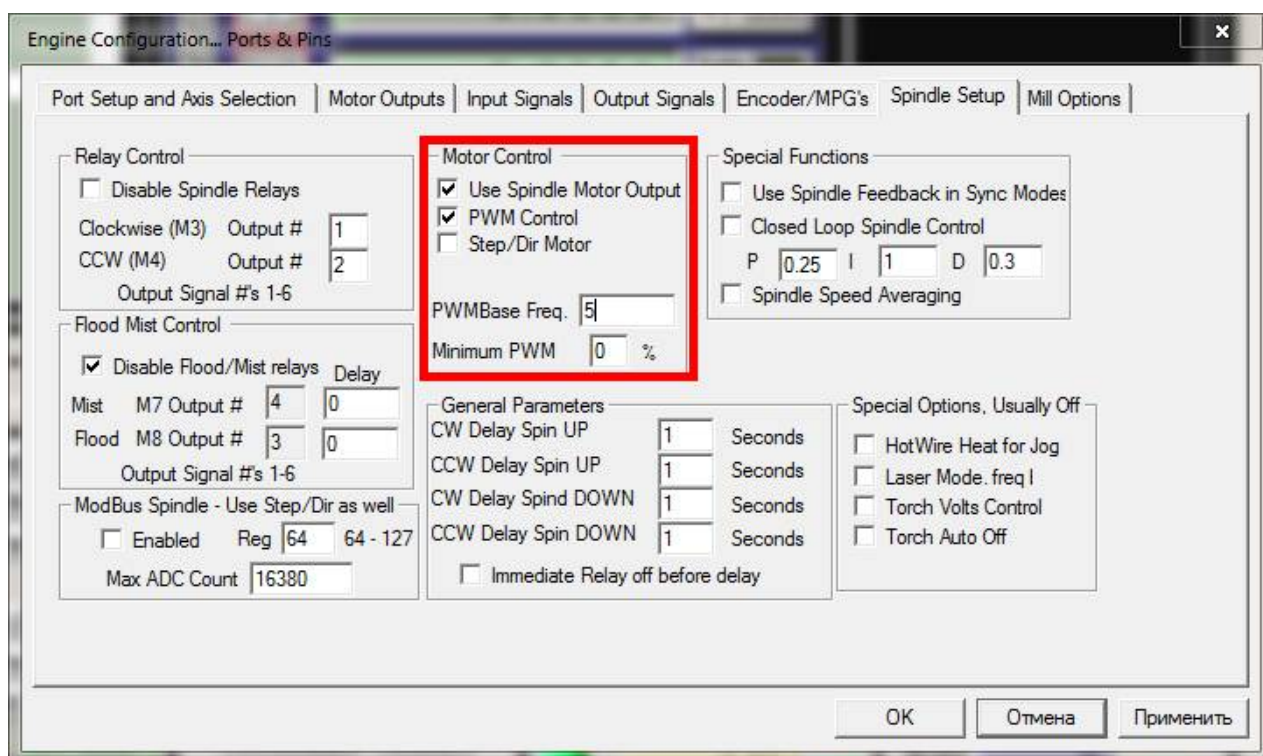 Engine Configuration... Ports & Pins
Port Setup and Axis Selection Motor Outputs Input Signals Output Signals Encoder/MPG's Spindle Setup Mill Options
Relay Control
Disable Spindle Relays
Clockwise (M3) Output # 1
CCW (M4) Output # 2
Output Signal #'s 1-6
Flood Mist Control
Disable Flood/Mist relays Delay
Mist M7 Output # 4 0
Flood M8 Output # 3 0
Output Signal #'s 1-6
ModBus Spindle - Use Step/Dir as well
Enabled Reg 64 64 - 127
Max ADC Count 16380
Motor Control
Use Spindle Motor Output
PWM Control
Step/Dir Motor
PWMBase Freq. 5
Minimum PWM 0 %
General Parameters
CW Delay Spin UP 1 Seconds
CCW Delay Spin UP 1 Seconds
CW Delay Spind DOWN 1 Seconds
CCW Delay Spin DOWN 1 Seconds
Immediate Relay off before delay
Special Functions
Use Spindle Feedback in Sync Modes
Closed Loop Spindle Control
P 0.25 I 1 D 0.3
Spindle Speed Averaging
Special Options, Usually Off
HotWire Heat for Jog
Laser Mode. freq I
Torch Volts Control
Torch Auto Off
OK Отмена Применить